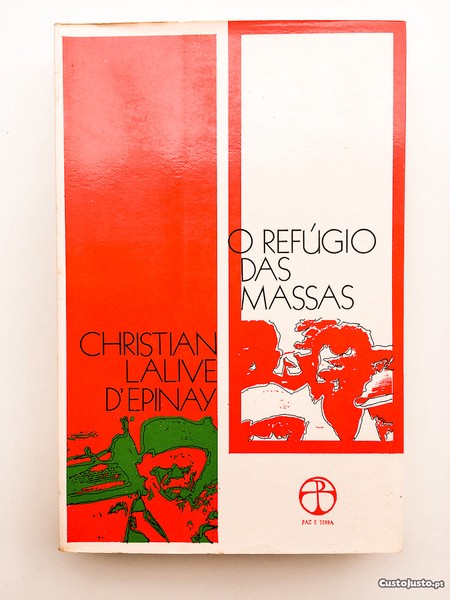 O REFÚGIO
DAS
MASSAS
CHRISTIAN
LALIVE
D'EPINAY
PAZ E TERRA
CustoJusto.pt